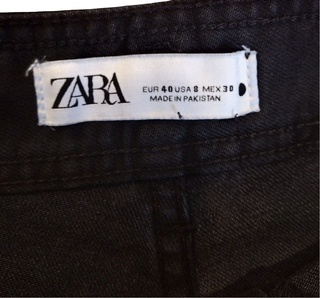 ZARA
EUR 40 USA 8 MEX 30
MADE IN PAKISTAN